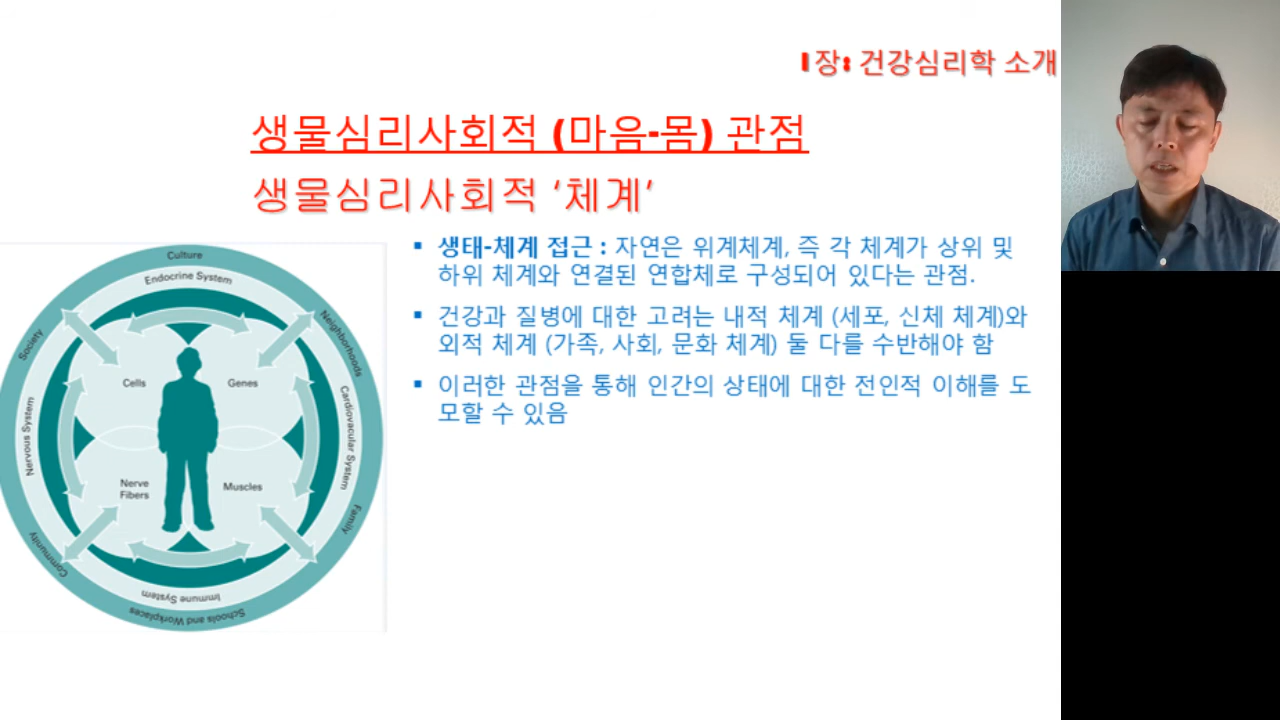 1장: 건강심리학 소개
생물심리사회적 (마음-몸) 관점
생물심리사회적 ‘체계’
▪ 생태-체계 접근 : 자연은 위계체계, 즉 각 체계가 상위 및
하위 체계와 연결된 연합체로 구성되어 있다는 관점.
▪ 건강과 질병에 대한 고려는 내적 체계 (세포, 신체 체계)와
외적 체계 (가족, 사회, 문화 체계) 둘 다를 수반해야 함
▪ 이러한 관점을 통해 인간의 상태에 대한 전인적 이해를 도
모할 수 있음
Culture
Endocrine System
Society
Neighborhoods
Cells
Genes
Nervous System
Cardiovascular System
Nerve
Fibers
Muscles
Community
Family
Immune System
Schools and Workplaces